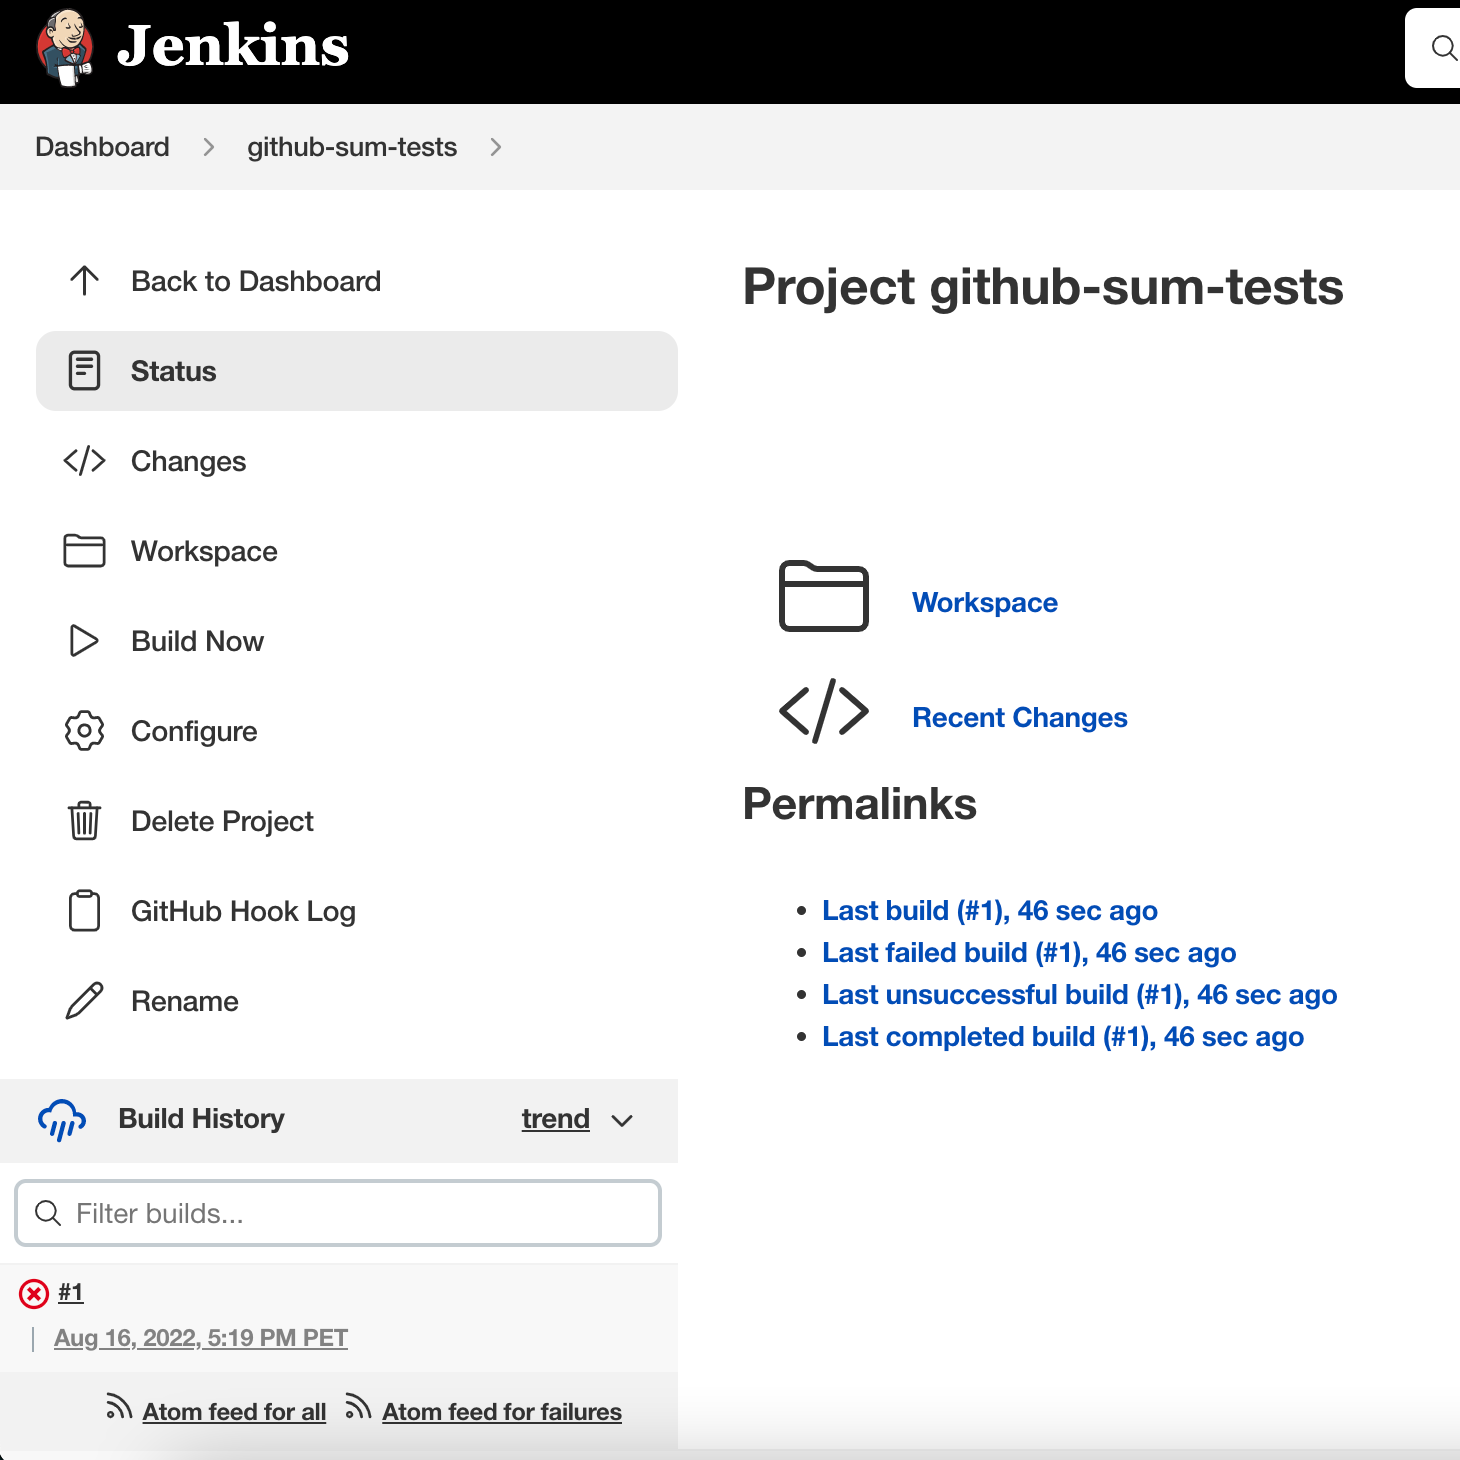 Jenkins
Dashboard
github-sum-tests
Back to Dashboard
Status
Changes
Workspace
Build Now
Configure
Delete Project
GitHub Hook Log
Rename
Build History
trend
Filter builds...
#1
Aug 16, 2022, 5:19 PM PET
Atom feed for all
Atom feed for failures
Project github-sum-tests
Workspace
Recent Changes
Permalinks
Last build (#1), 46 sec ago
Last failed build (#1), 46 sec ago
Last unsuccessful build (#1), 46 sec ago
Last completed build (#1), 46 sec ago